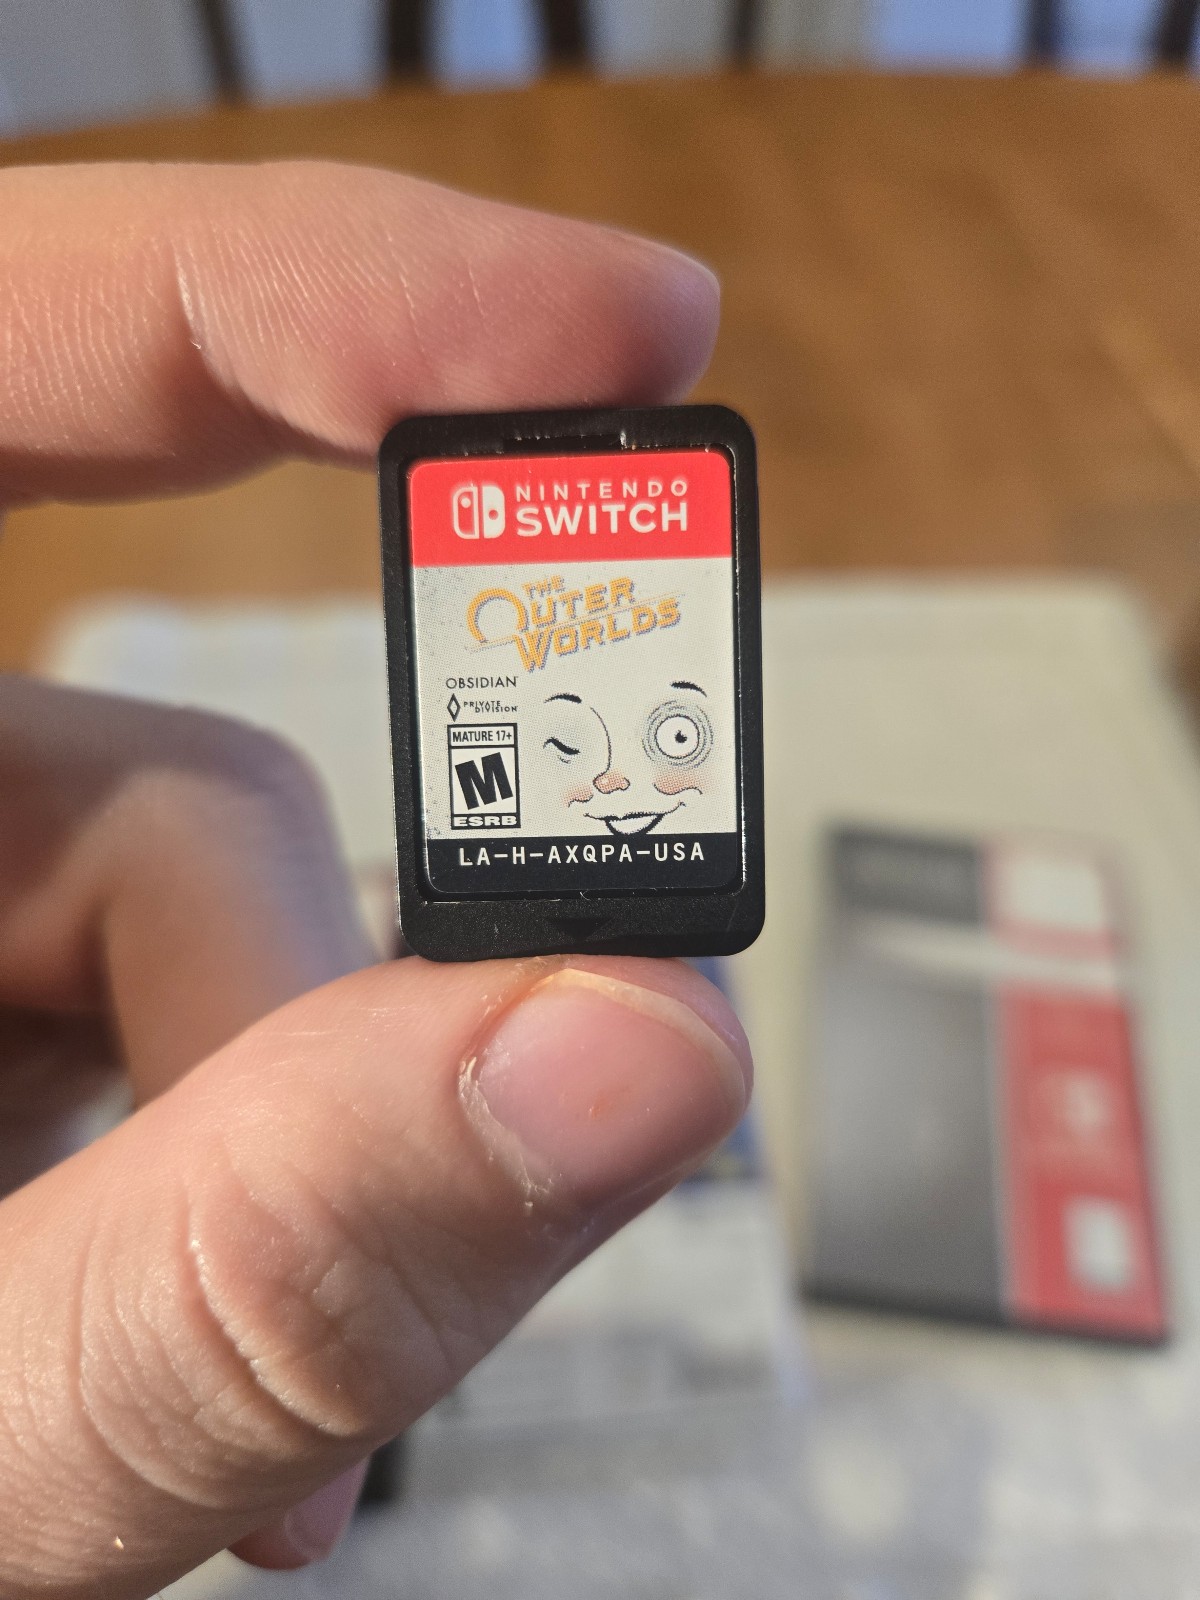 NINTENDO
SWITCH
THE
OUTER
WORLDS
OBSIDIAN
PRIVATE
DIVISION
MATURE 17+
M
ESRB
LA-H-AXQPA-USA